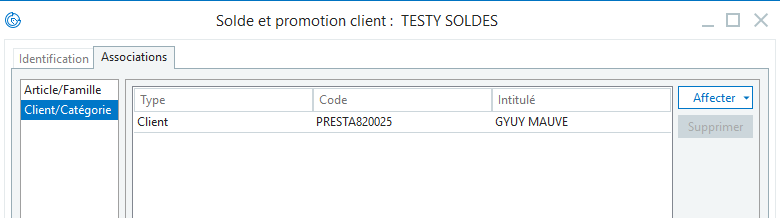 Solde et promotion client : TESTY SOLDES
Identification Associations
Article/Famille
Client/Catégorie
Type Code Intitulé
Client PRESTA820025 GYUY MAUVE
Affecter
Supprimer